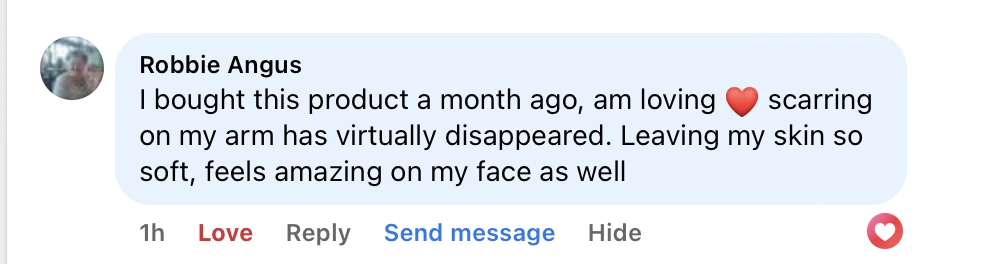 Robbie Angus
I bought this product a month ago, am loving ❤️ scarring
on my arm has virtually disappeared. Leaving my skin so
soft, feels amazing on my face as well
1h Love Reply Send message Hide